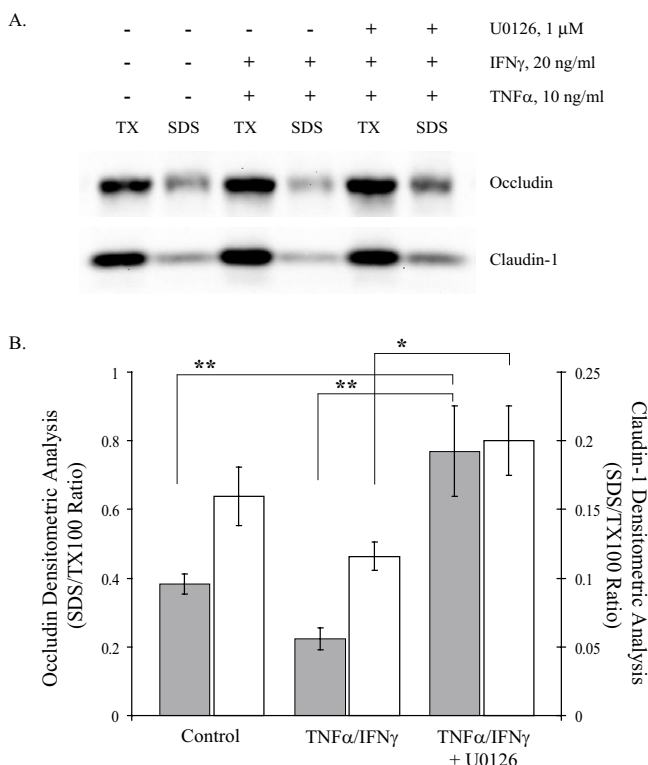 A.
- - - - + + U0126, 1 µM
- - + + + + IFNγ, 20 ng/ml
- - + + + + TNFα, 10 ng/ml
TX SDS TX SDS TX SDS
Occludin
Claudin-1
B.
Occludin Densitometric Analysis
(SDS/TX100 Ratio)
1
0.8
0.6
0.4
0.2
0
** ** *
0.25
0.2
0.15
0.1
0.05
0
Claudin-1 Densitometric Analysis
(SDS/TX100 Ratio)
Control TNFα/IFNγ TNFα/IFNγ
+ U0126